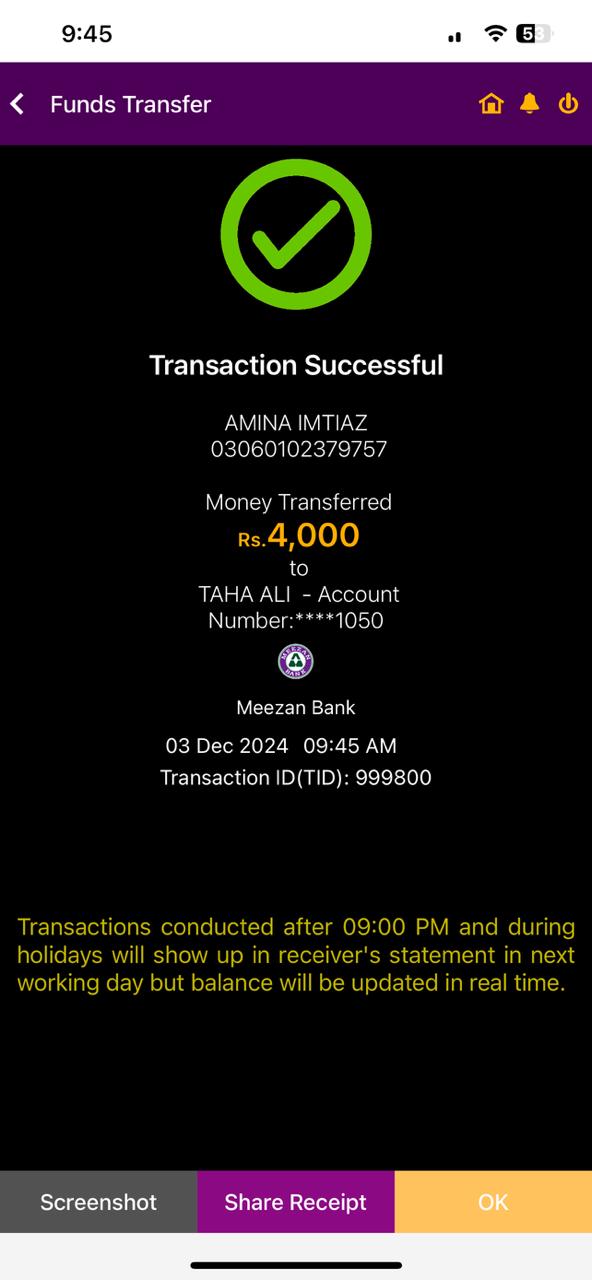 9:45
53
Funds Transfer
Transaction Successful
AMINA IMTIAZ
03060102379757
Money Transferred
Rs.4,000
to
TAHA ALI - Account
Number:****1050
MEEZAN
BANK
Meezan Bank
03 Dec 2024 09:45 AM
Transaction ID(TID): 999800
Transactions conducted after 09:00 PM and during
holidays will show up in receiver's statement in next
working day but balance will be updated in real time.
Screenshot
Share Receipt
OK